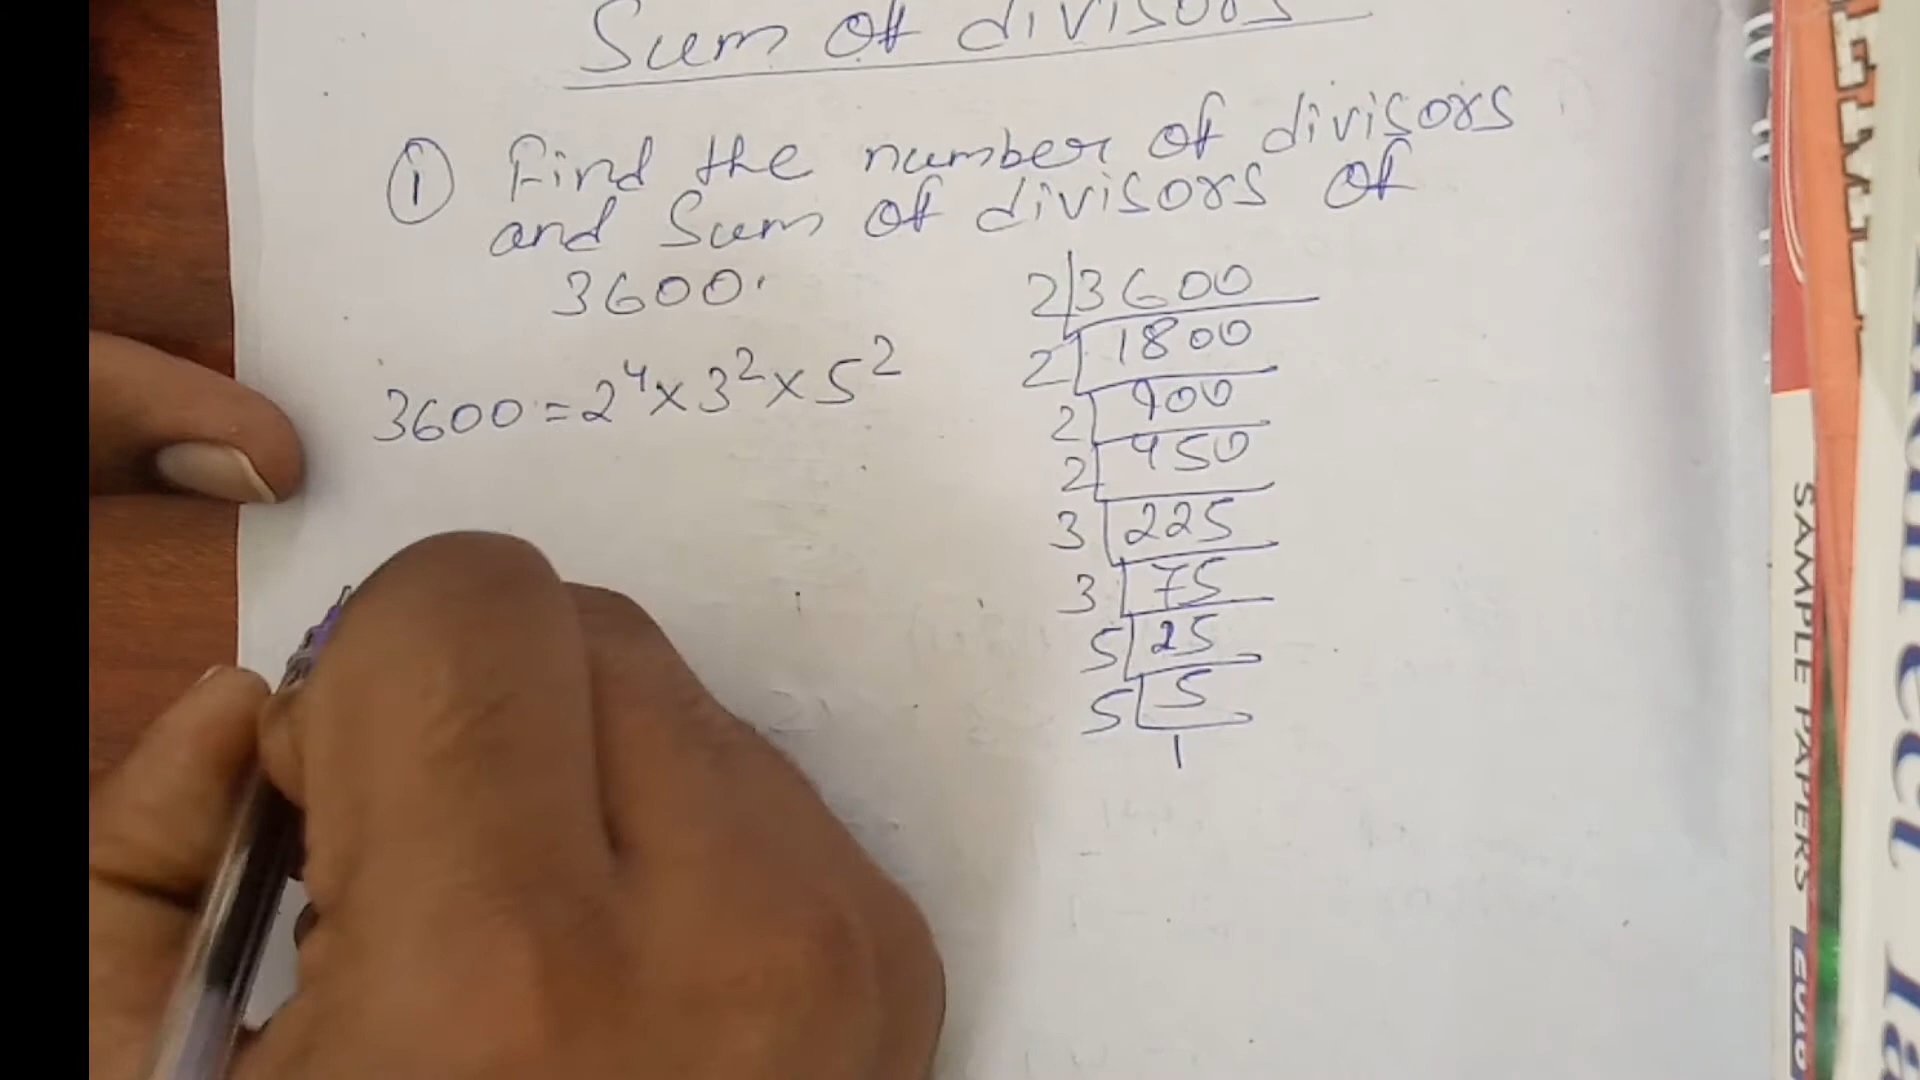 Sum of divisors
① Find the number of divisors
and Sum of divisors of
3600.
3600 = 2⁴ × 3² × 5²
2 3600
2 1800
2 900
2 450
3 225
3 75
5 25
5 5
1
SAMPLE PAPERS